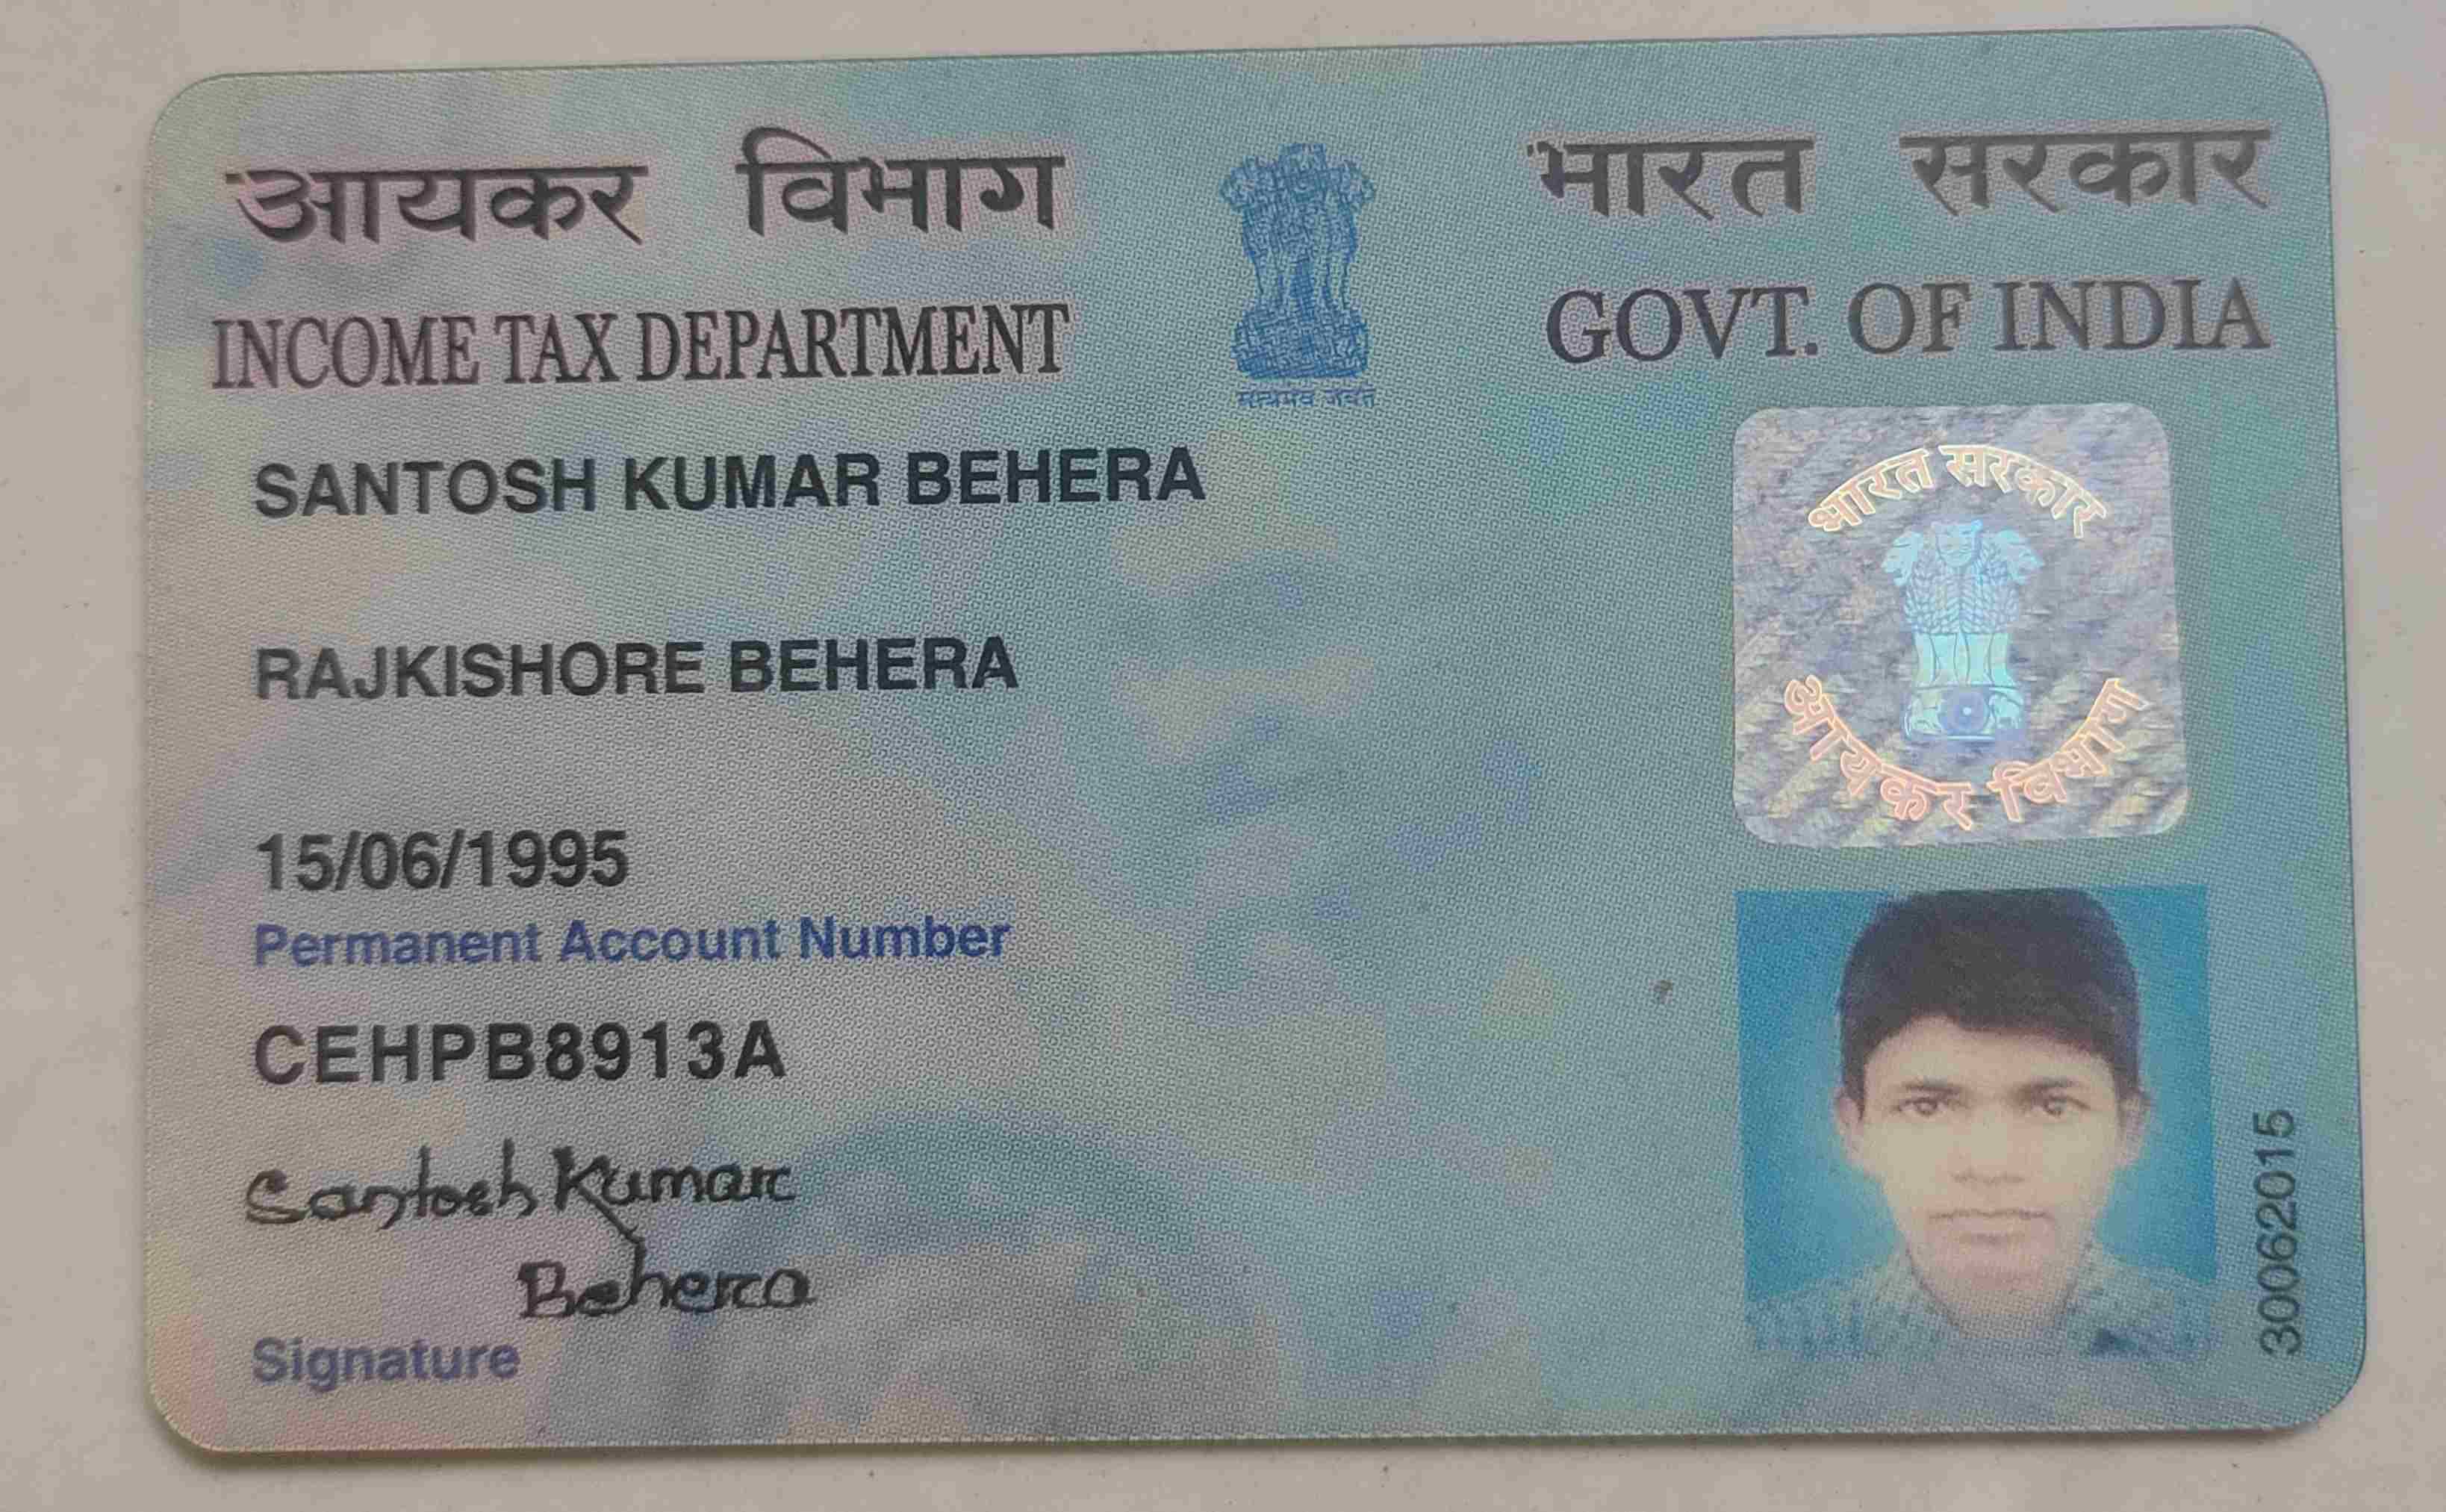 आयकर विभाग
INCOME TAX DEPARTMENT
भारत सरकार
GOVT. OF INDIA
सत्यमेव जयते
SANTOSH KUMAR BEHERA
RAJKISHORE BEHERA
15/06/1995
Permanent Account Number
CEHPB8913A
Santosh Kumar
Behera
Signature
भारत सरकार
आयकर विभाग
30062015